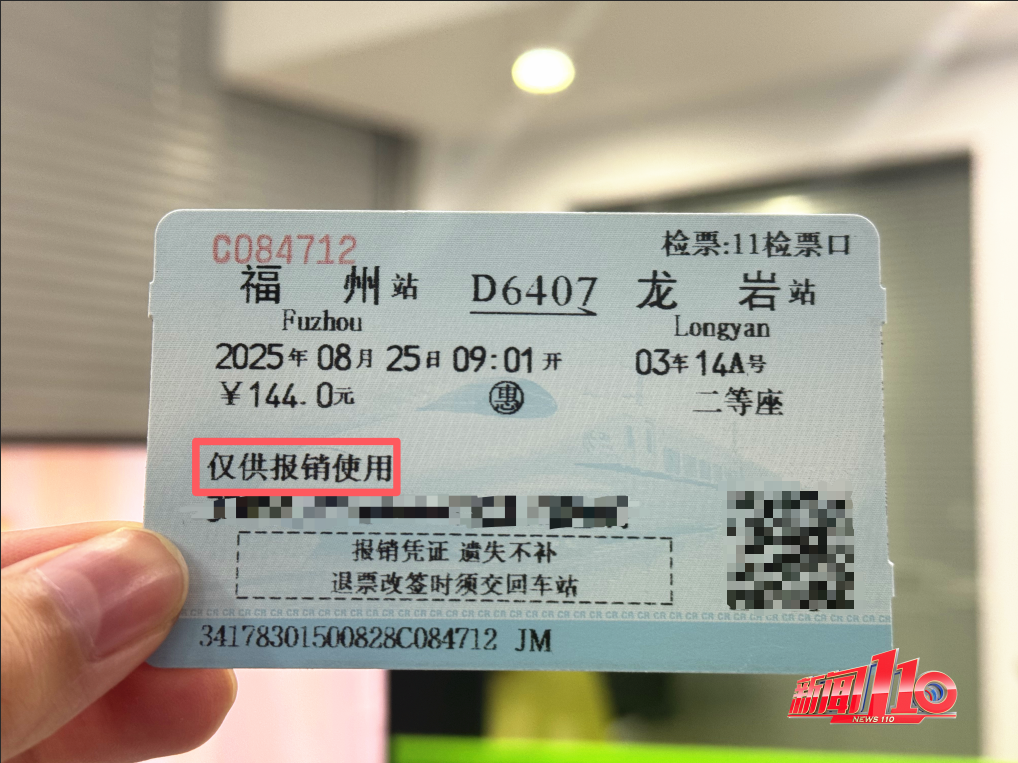 C084712
检票:11检票口
福州站 D6407 龙岩站
Fuzhou Longyan
2025年08月25日09:01开 03车14A号
￥144.0元 惠 二等座
仅供报销使用
报销凭证 遗失不补
退票改签时须交回车站
34178301500828C084712 JM
新闻110
NEWS 110